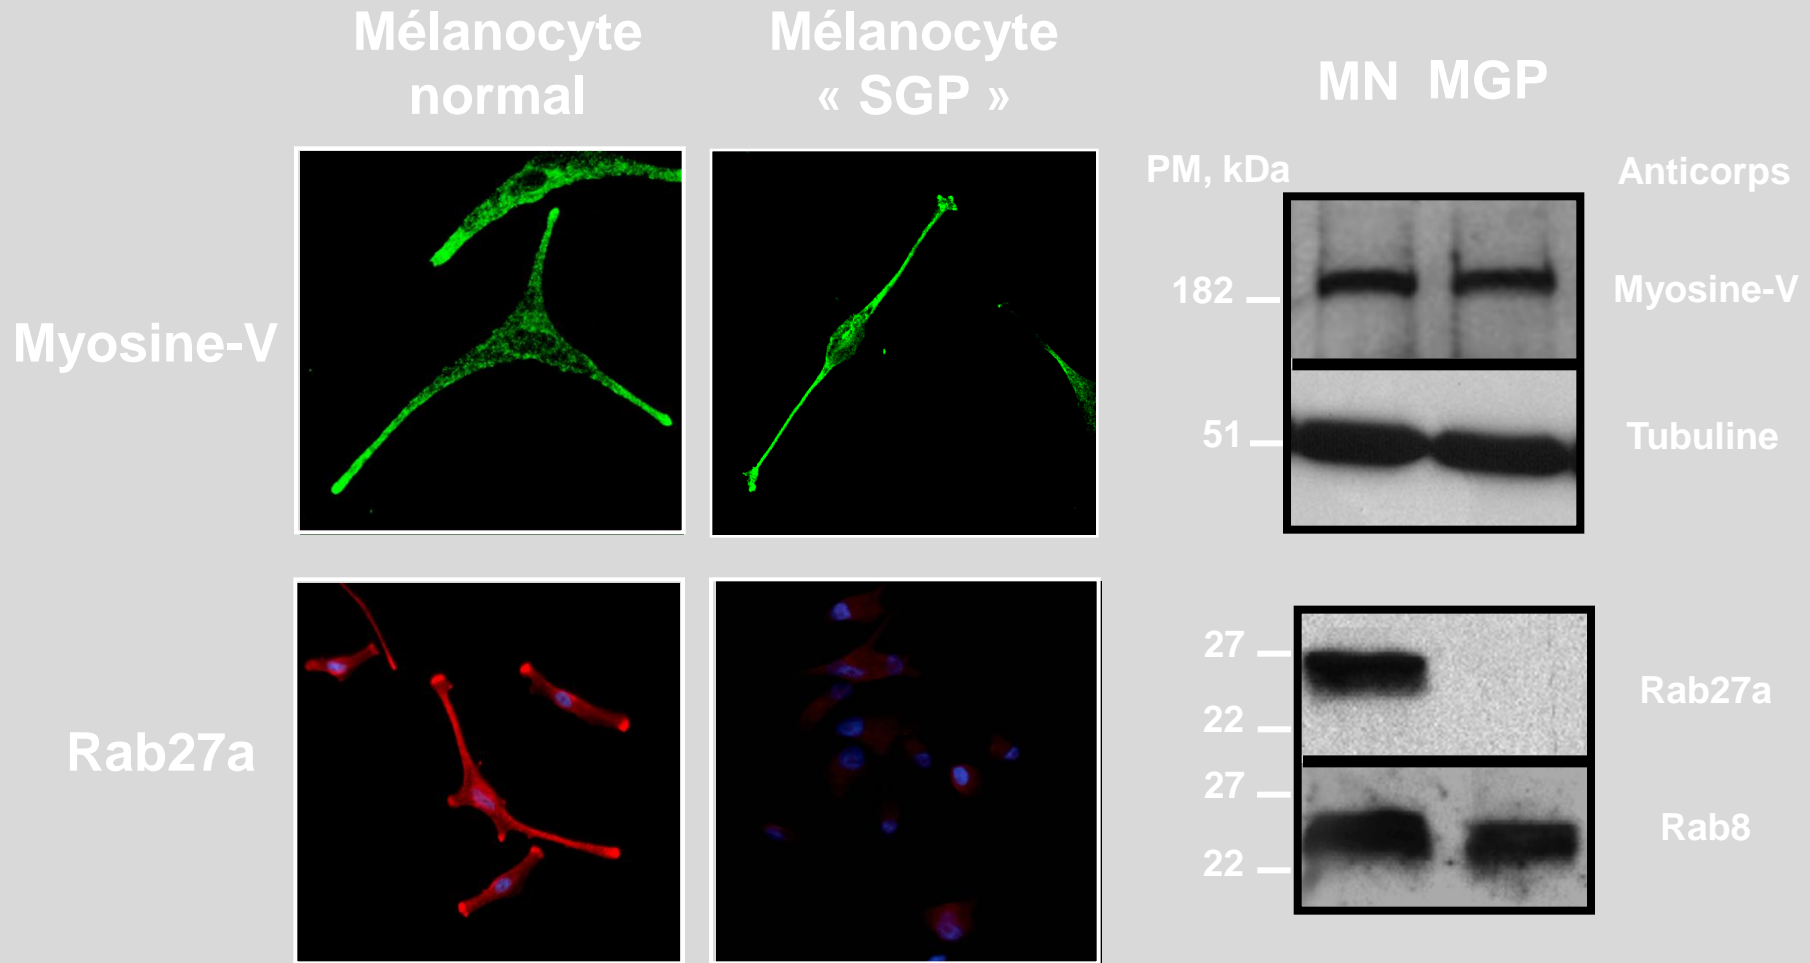 Mélanocyte
normal
Mélanocyte
« SGP »
MN MGP
PM, kDa
Anticorps
Myosine-V
182
Myosine-V
51
Tubuline
Rab27a
27
22
Rab27a
27
22
Rab8